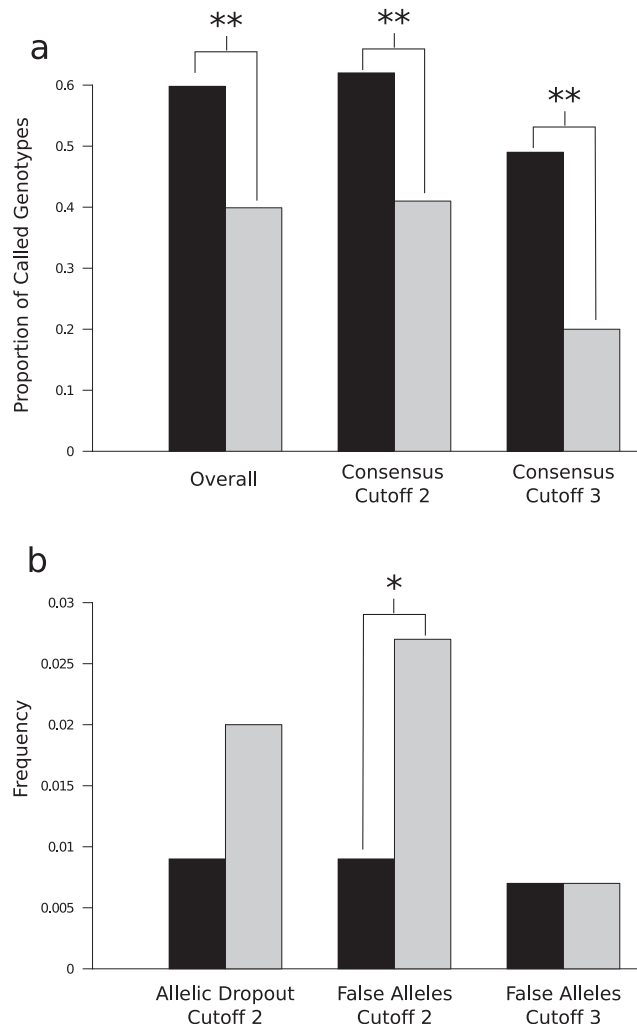 a
**
**
**
Proportion of Called Genotypes
0.6
0.5
0.4
0.3
0.2
0.1
0
Overall
Consensus
Cutoff 2
Consensus
Cutoff 3
b
*
Frequency
0.03
0.025
0.02
0.015
0.01
0.005
0
Allelic Dropout
Cutoff 2
False Alleles
Cutoff 2
False Alleles
Cutoff 3